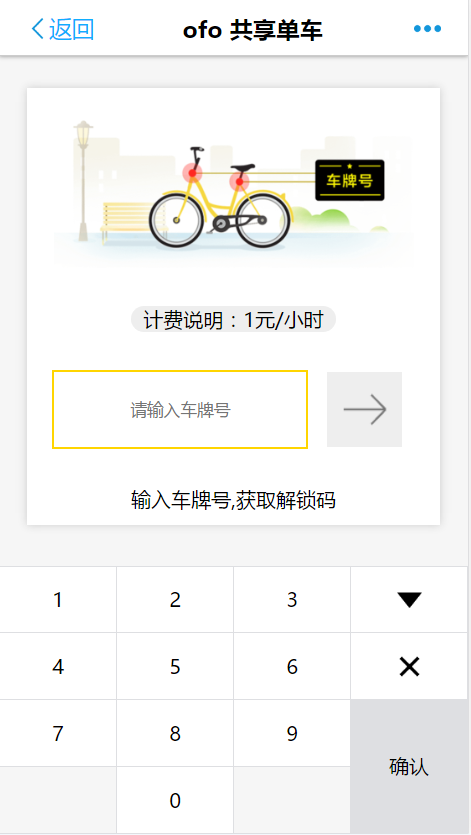 返回
ofo 共享单车
车牌号
计费说明：1元/小时
请输入车牌号
输入车牌号,获取解锁码
1 2 3
4 5 6
7 8 9
确认
0